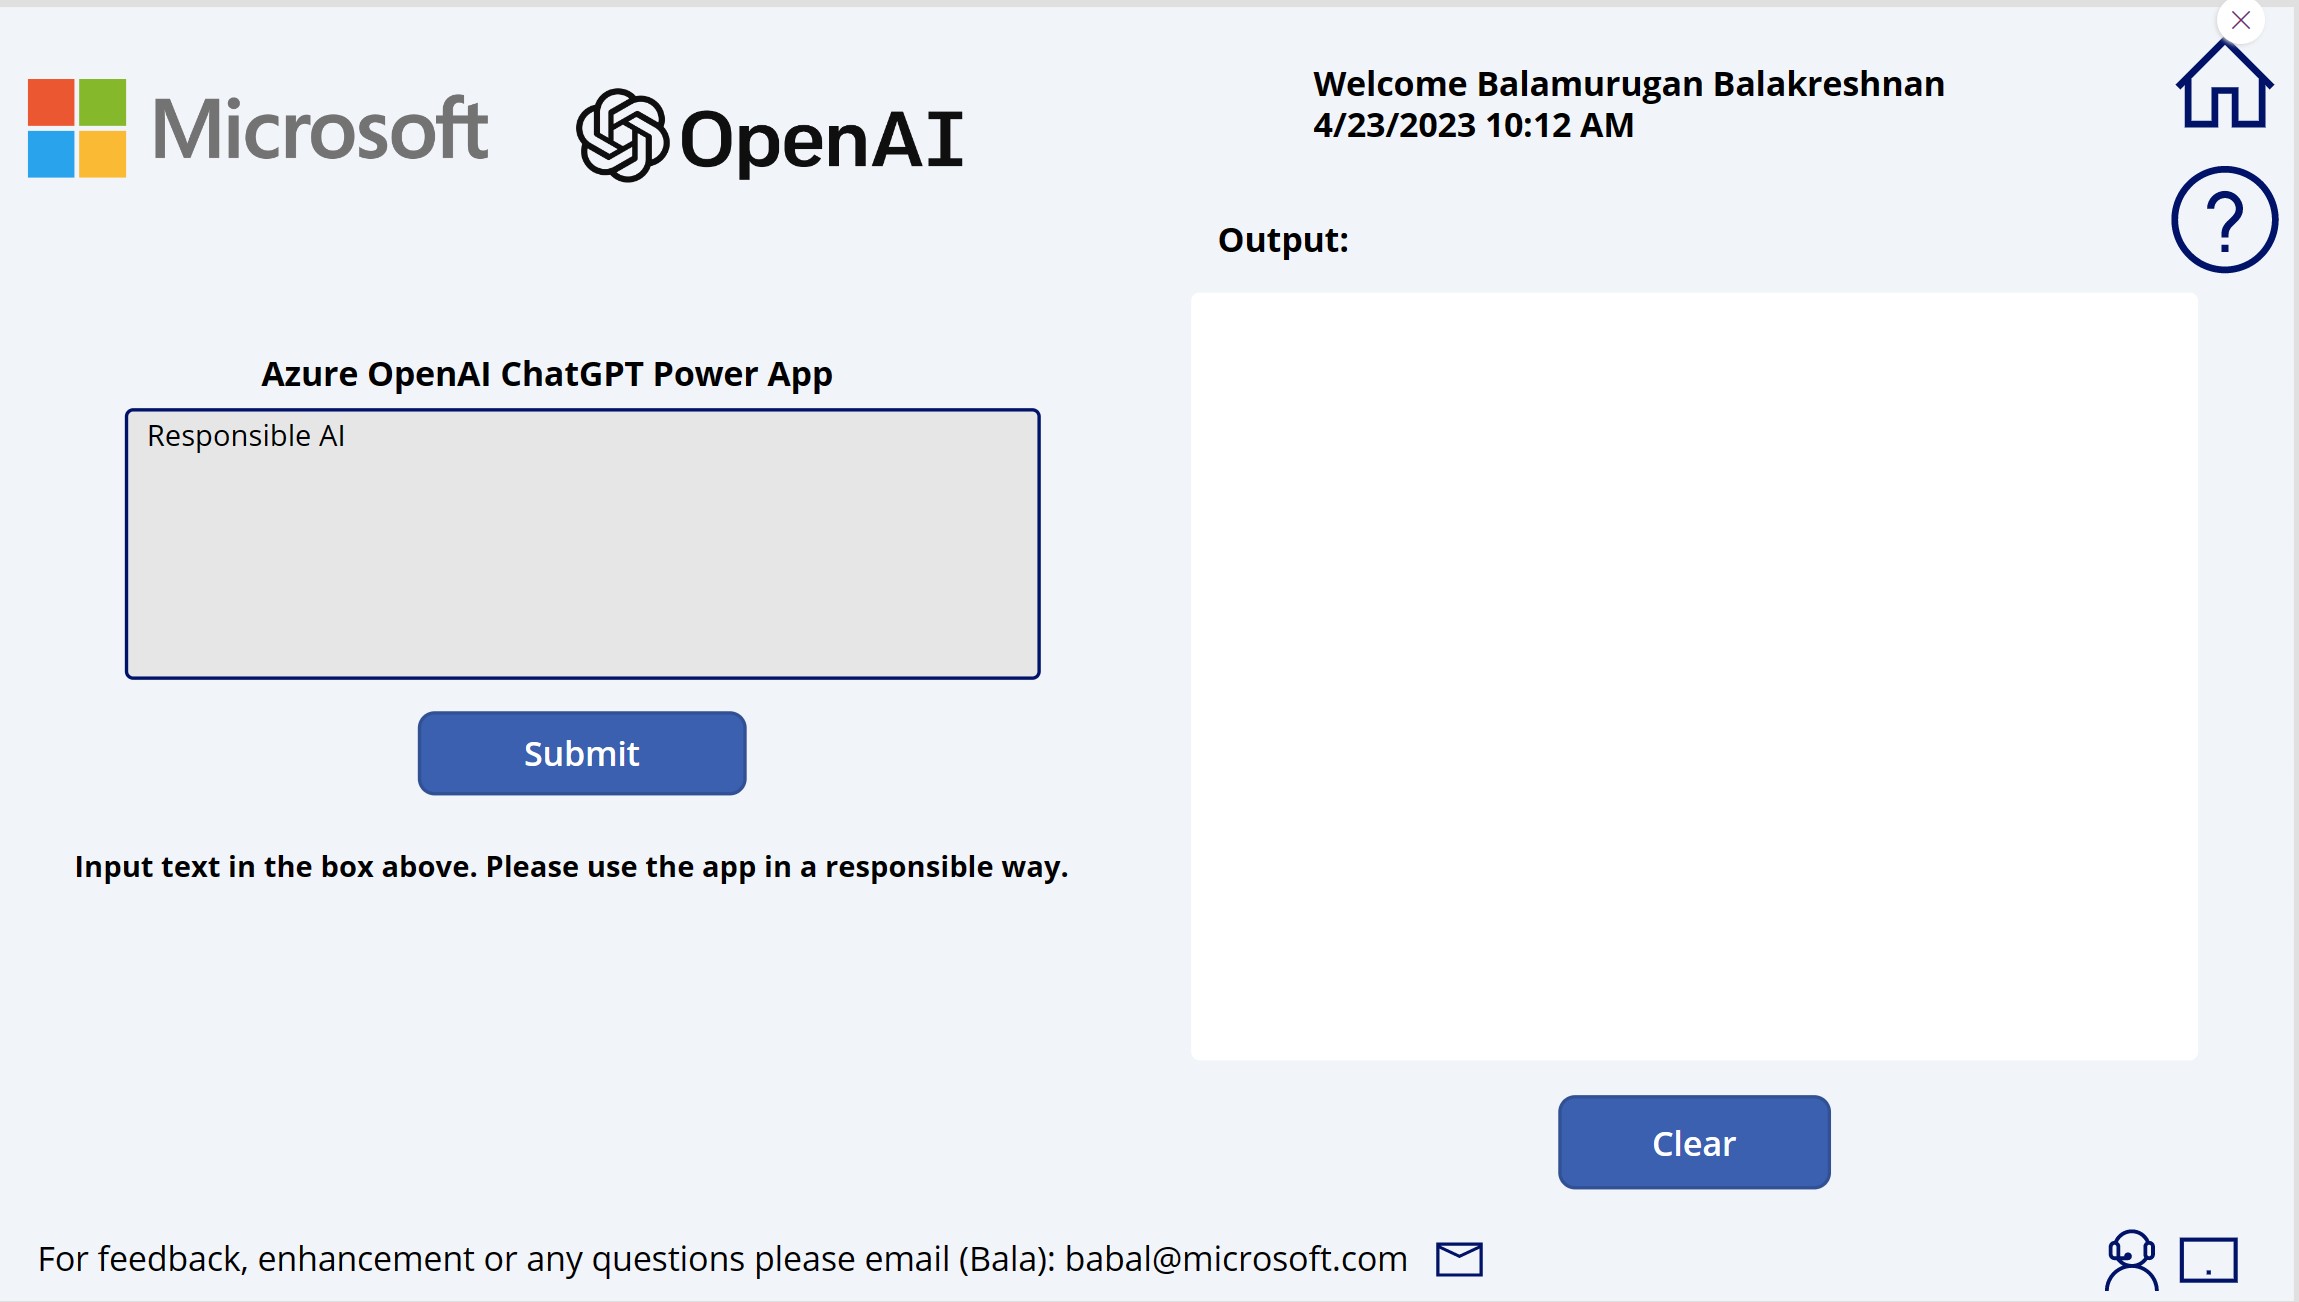 Microsoft
OpenAI
Welcome Balamurugan Balakreshnan
4/23/2023 10:12 AM
Output:
Azure OpenAI ChatGPT Power App
Responsible AI
Submit
Input text in the box above. Please use the app in a responsible way.
Clear
For feedback, enhancement or any questions please email (Bala): babal@microsoft.com